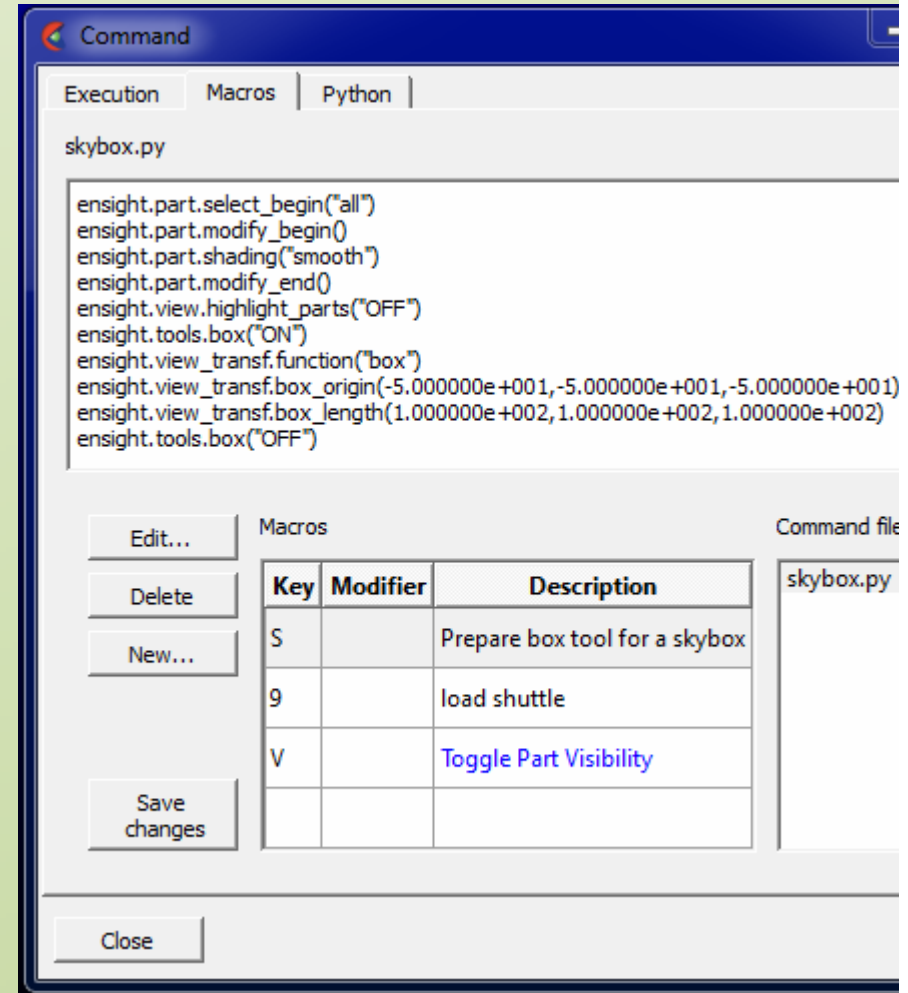 Command
Execution Macros Python
skybox.py
ensight.part.select_begin("all")
ensight.part.modify_begin()
ensight.part.shading("smooth")
ensight.part.modify_end()
ensight.view.highlight_parts("OFF")
ensight.tools.box("ON")
ensight.view_transf.function("box")
ensight.view_transf.box_origin(-5.000000e+001,-5.000000e+001,-5.000000e+001)
ensight.view_transf.box_length(1.000000e+002,1.000000e+002,1.000000e+002)
ensight.tools.box("OFF")
Edit...
Delete
New...
Save
changes
Macros
Key Modifier Description
S Prepare box tool for a skybox
9 load shuttle
V Toggle Part Visibility
Command file
skybox.py
Close